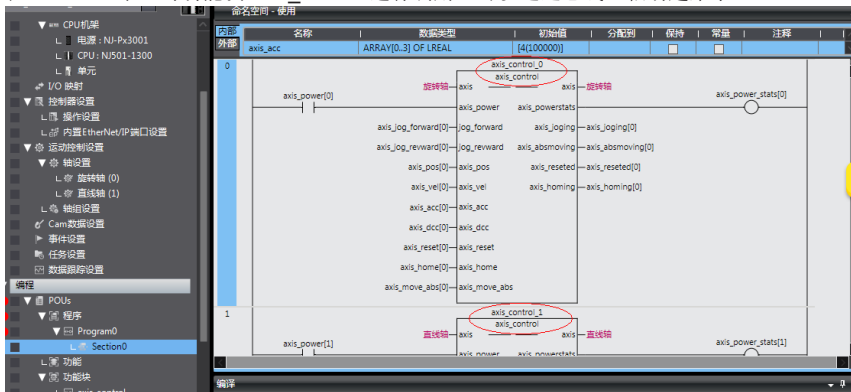 命名空间 - 使用
CPU机架
电源 : NJ-Px3001
CPU : NJ501-1300
单元
I/O 映射
控制器设置
操作设置
内置EtherNet/IP端口设置
运动控制设置
轴设置
旋转轴 (0)
直线轴 (1)
轴组设置
Cam数据设置
事件设置
任务设置
数据跟踪设置
编程
POUs
程序
Program0
Section0
功能
功能块
内部
外部
名称 数据类型 初始值 分配到 保持 常量 注释
axis_acc ARRAY[0..3] OF LREAL [4(100000)]
0
axis_control_0
axis_control
旋转轴 axis axis 旋转轴
axis_power[0] axis_power axis_powerstats axis_power_stats[0]
axis_jog_forward[0] jog_forward axis_joging axis_joging[0]
axis_jog_revward[0] jog_revward axis_absmoving axis_absmoving[0]
axis_pos[0] axis_pos axis_reseted axis_reseted[0]
axis_vel[0] axis_vel axis_homing axis_homing[0]
axis_acc[0] axis_acc
axis_dcc[0] axis_dcc
axis_reset[0] axis_reset
axis_home[0] axis_home
axis_move_abs[0] axis_move_abs
1
axis_control_1
axis_control
直线轴 axis axis 直线轴
axis_power[1] axis_power axis_powerstats axis_power_stats[1]
编译